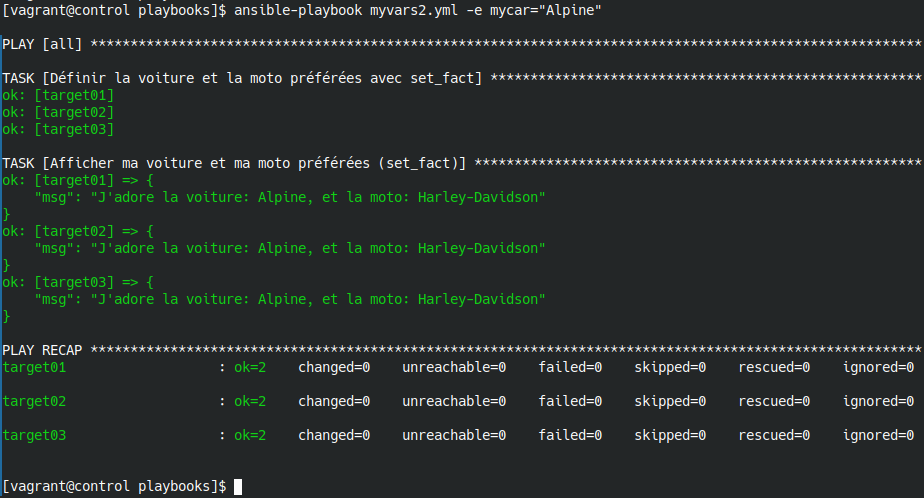 [vagrant@control playbooks]$ ansible-playbook myvars2.yml -e mycar="Alpine"
PLAY [all] ********************************************************************************************************
TASK [Définir la voiture et la moto préférées avec set_fact] ******************************************************
ok: [target01]
ok: [target02]
ok: [target03]
TASK [Afficher ma voiture et ma moto préférées (set_fact)] ********************************************************
ok: [target01] => {
    "msg": "J'adore la voiture: Alpine, et la moto: Harley-Davidson"
}
ok: [target02] => {
    "msg": "J'adore la voiture: Alpine, et la moto: Harley-Davidson"
}
ok: [target03] => {
    "msg": "J'adore la voiture: Alpine, et la moto: Harley-Davidson"
}
PLAY RECAP ********************************************************************************************************
target01                   : ok=2    changed=0    unreachable=0    failed=0    skipped=0    rescued=0    ignored=0
target02                   : ok=2    changed=0    unreachable=0    failed=0    skipped=0    rescued=0    ignored=0
target03                   : ok=2    changed=0    unreachable=0    failed=0    skipped=0    rescued=0    ignored=0
[vagrant@control playbooks]$